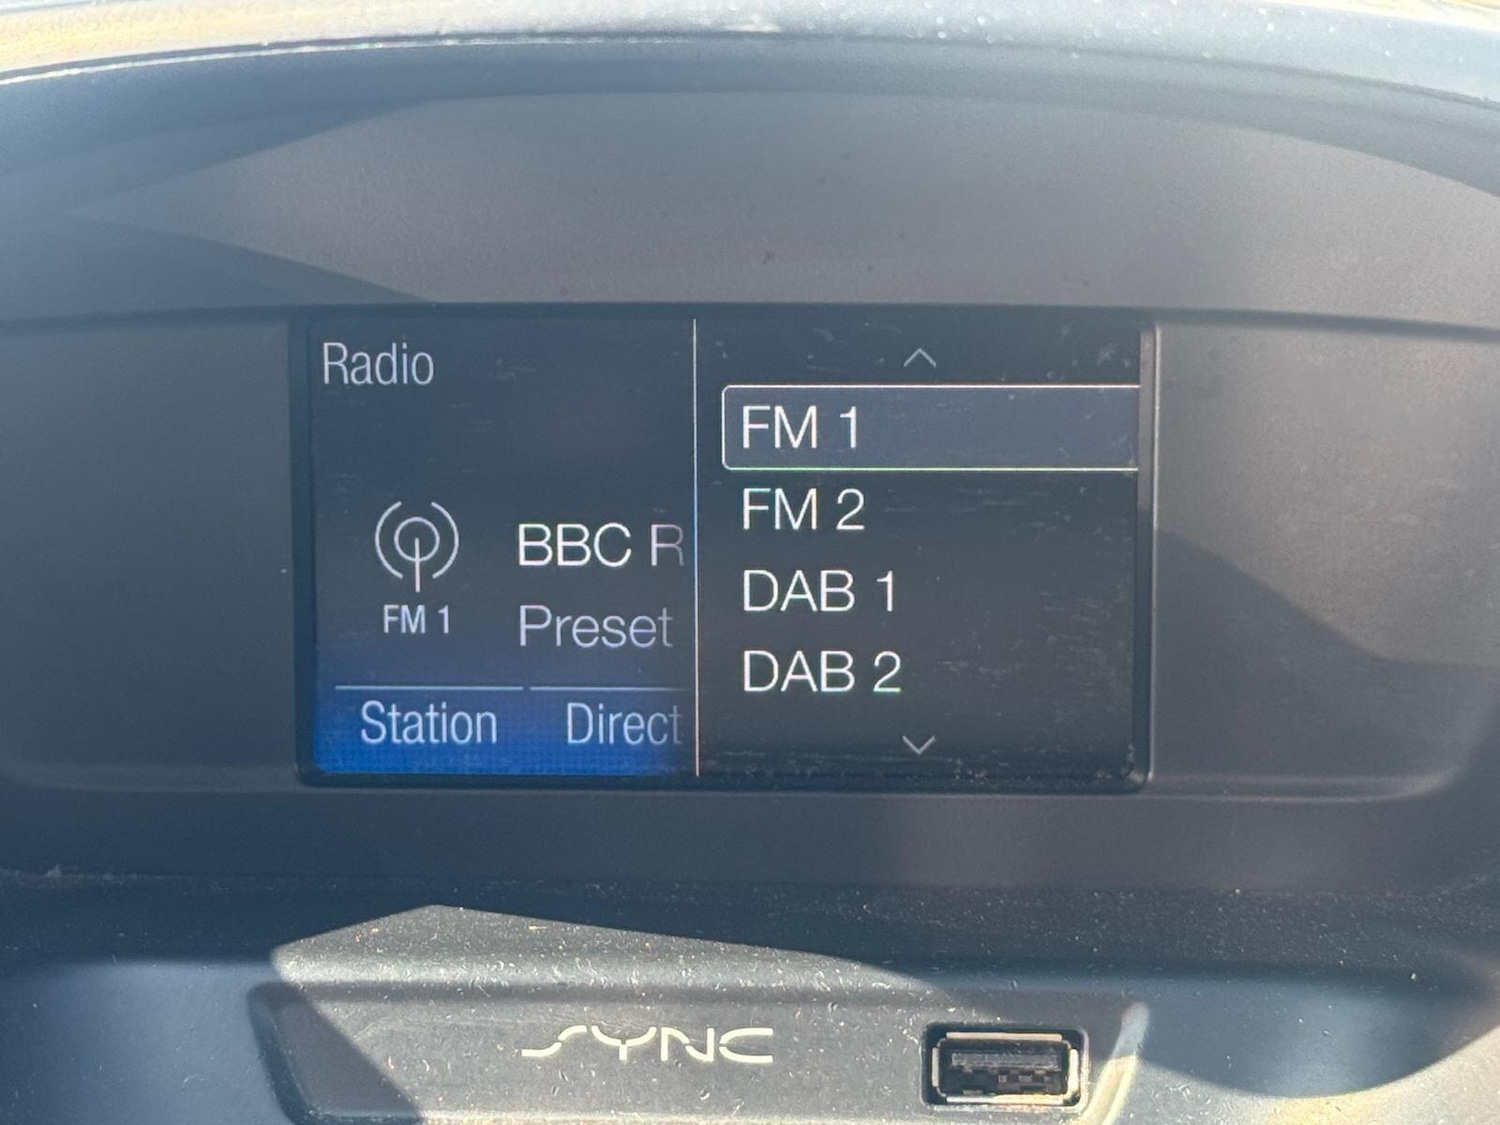 Radio
BBC R
FM 1
Preset
Station
Direct
FM 1
FM 2
DAB 1
DAB 2
SYNC